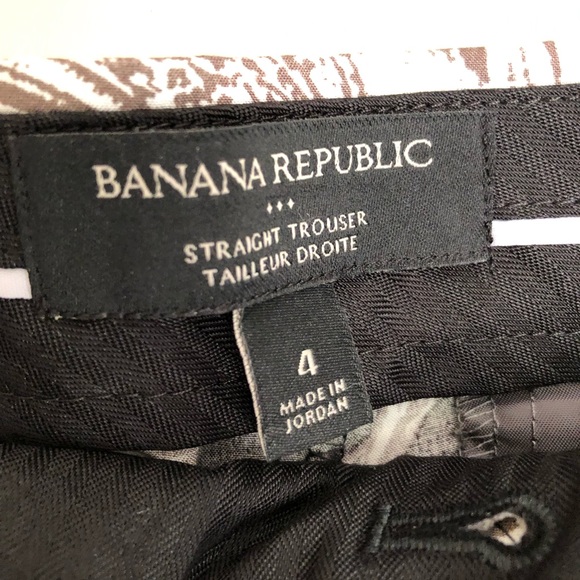 BANANA REPUBLIC
STRAIGHT TROUSER
TAILLEUR DROITE
4
MADE IN
JORDAN